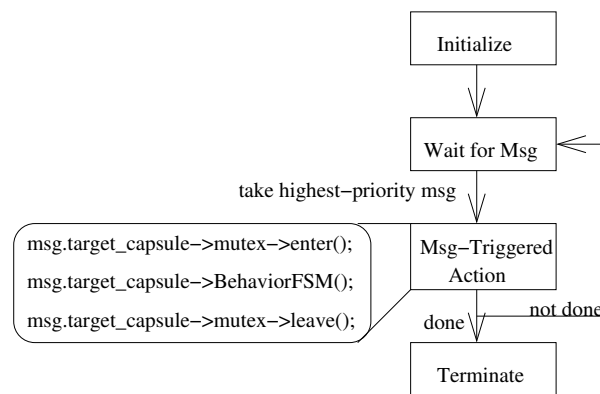 Initialize
Wait for Msg
take highest−priority msg
msg.target_capsule−>mutex−>enter();
msg.target_capsule−>BehaviorFSM();
msg.target_capsule−>mutex−>leave();
Msg−Triggered
Action
done
not done
Terminate